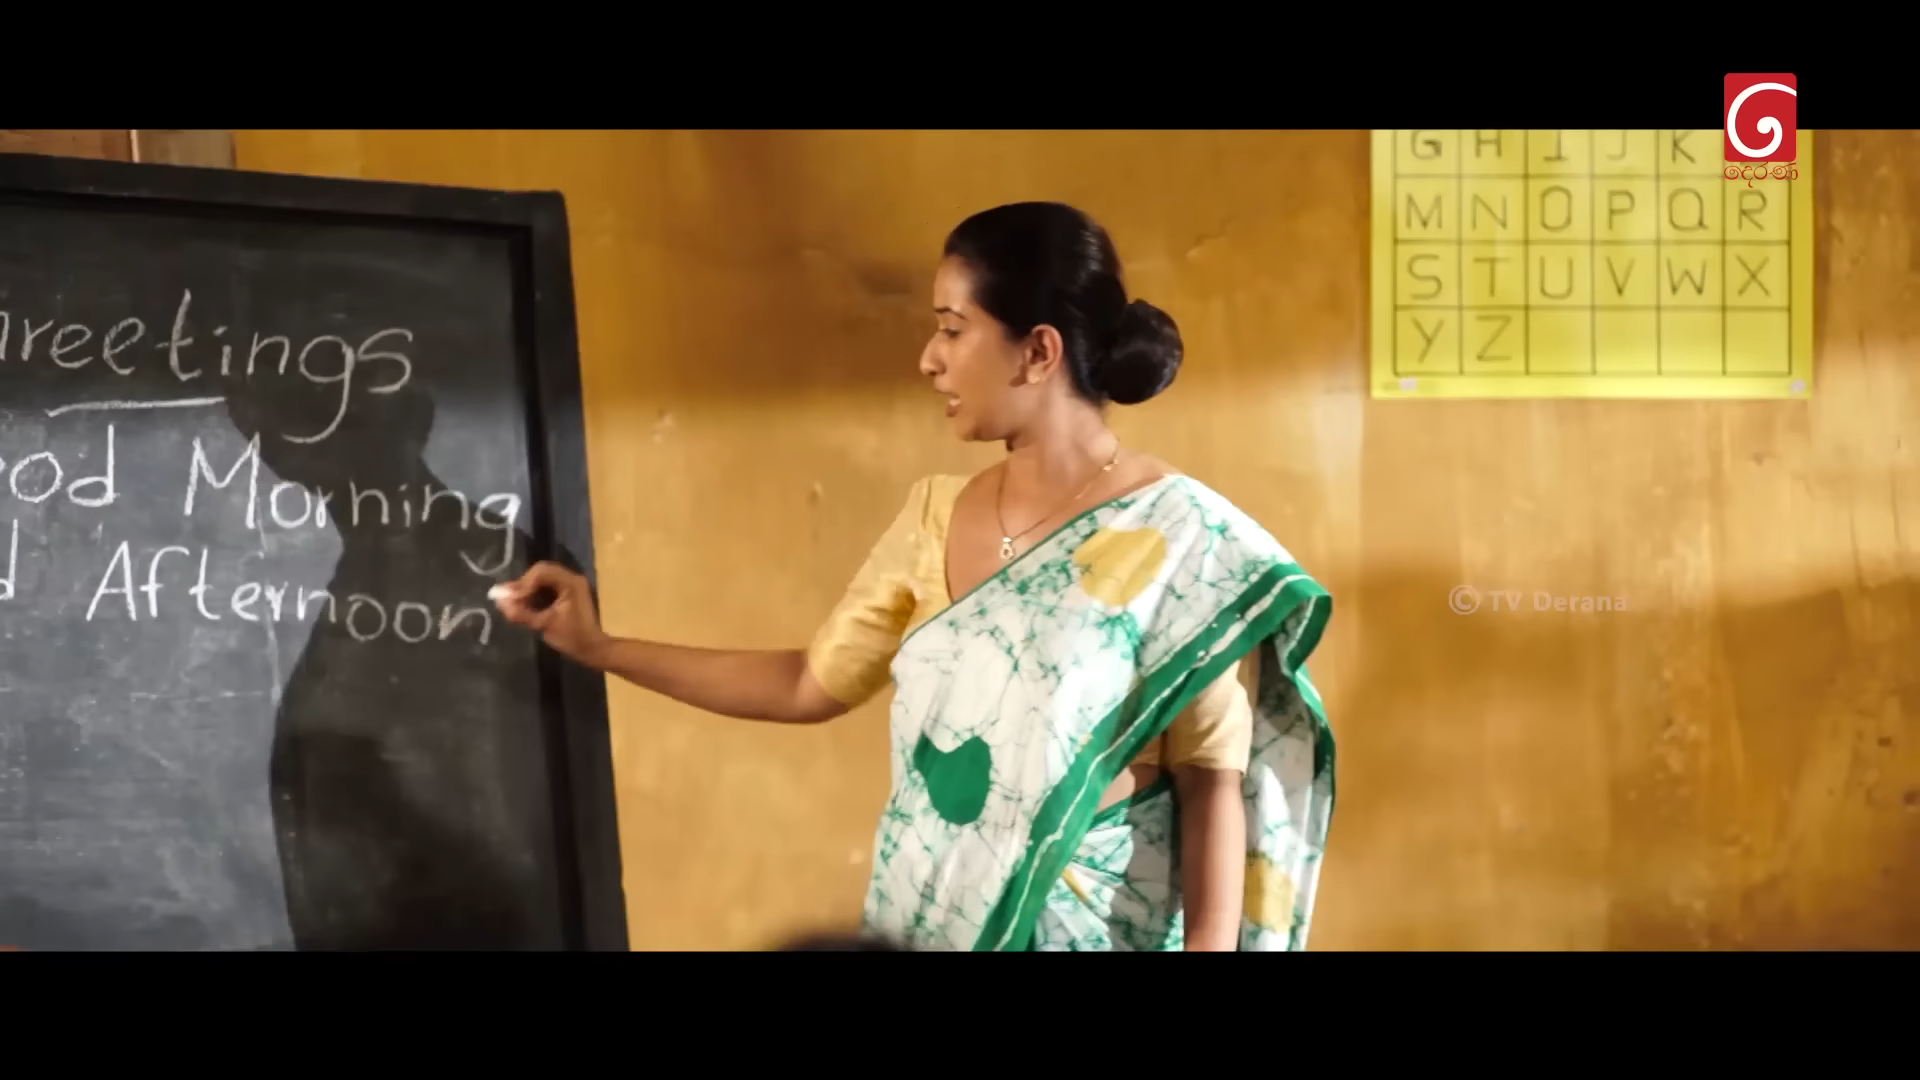 දෙරණ
G H I J K
M N O P Q R
S T U V W X
Y Z
reetings
od Morning
d Afternoon
© TV Derana